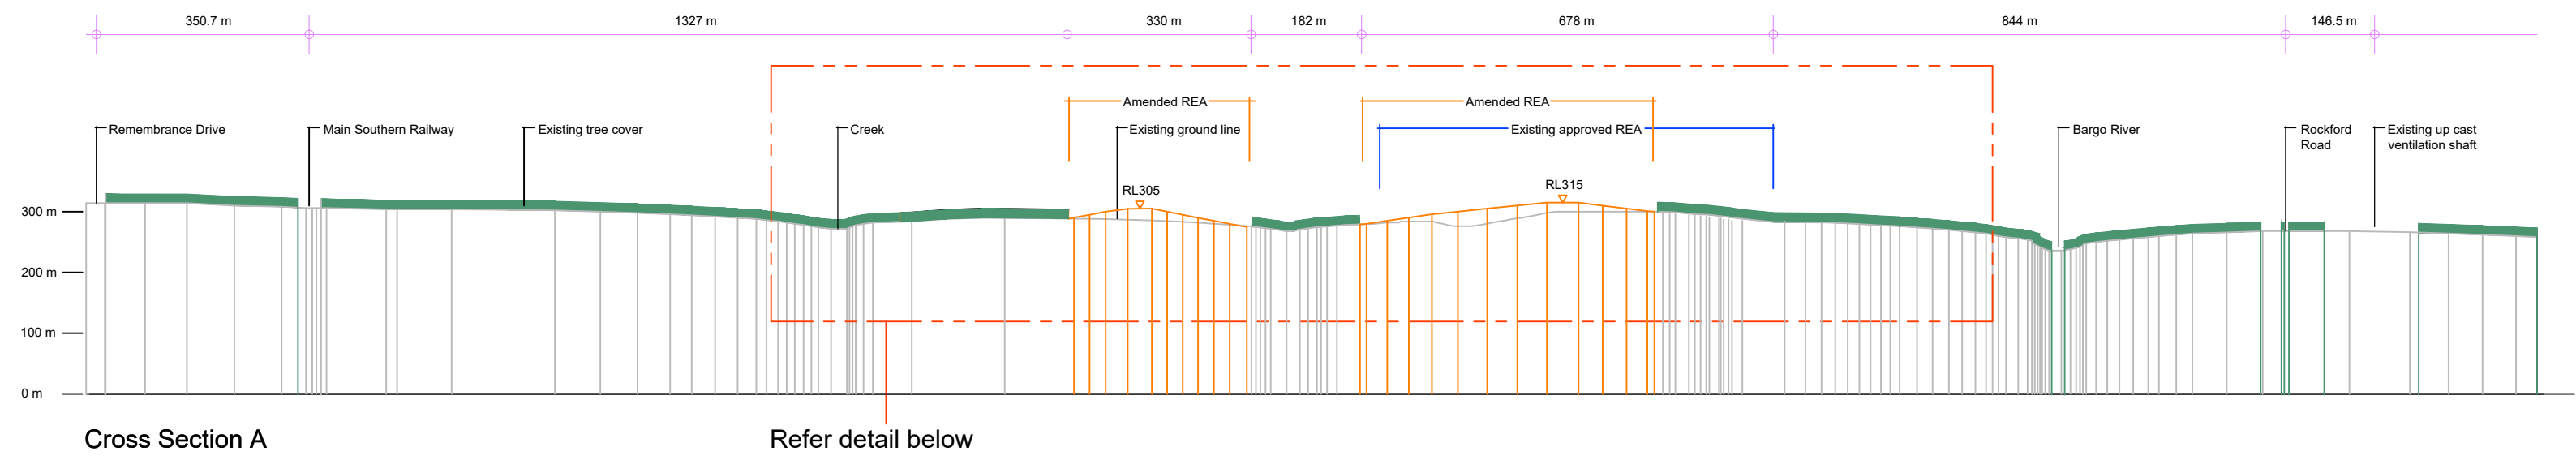 350.7 m
1327 m
330 m
182 m
678 m
844 m
146.5 m
Amended REA
Amended REA
Remembrance Drive
Main Southern Railway
Existing tree cover
Creek
Existing ground line
Existing approved REA
Bargo River
Rockford
Road
Existing up cast
ventilation shaft
RL305
RL315
300 m
200 m
100 m
0 m
Cross Section A
Refer detail below